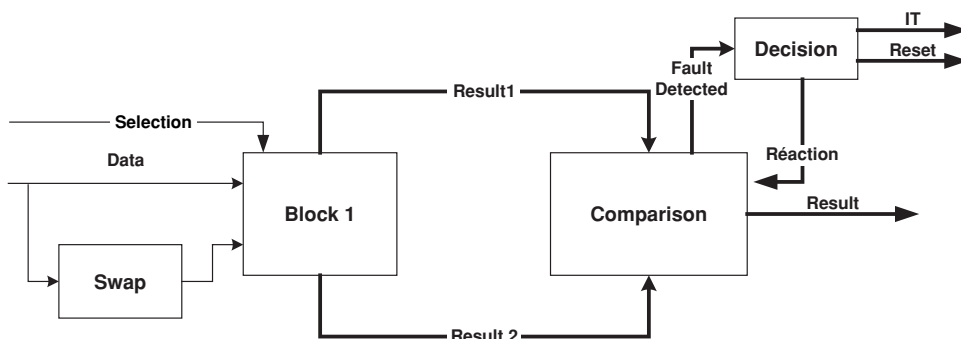 IT
Decision
Reset
Fault
Detected
Result1
Selection
Réaction
Data
Block 1
Comparison
Result
Swap
Result 2